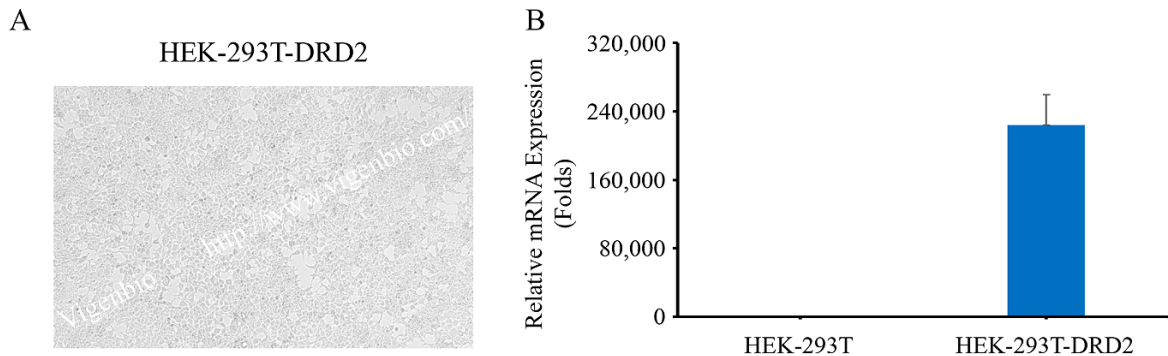 A
HEK-293T-DRD2
Vigenbio http://www.vigenbio.com/
B
Relative mRNA Expression
(Folds)
320,000
240,000
160,000
80,000
0
HEK-293T
HEK-293T-DRD2